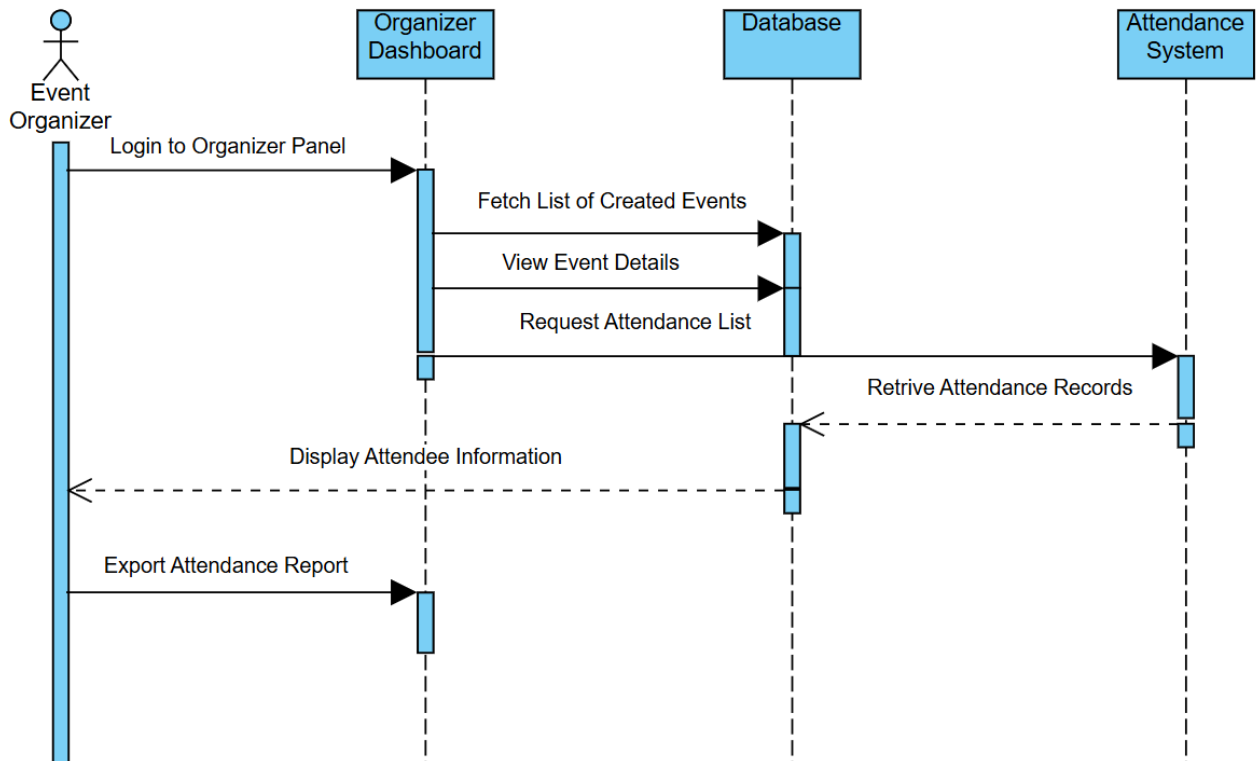 Organizer
Dashboard
Database
Attendance
System
Event
Organizer
Login to Organizer Panel
Fetch List of Created Events
View Event Details
Request Attendance List
Retrive Attendance Records
Display Attendee Information
Export Attendance Report